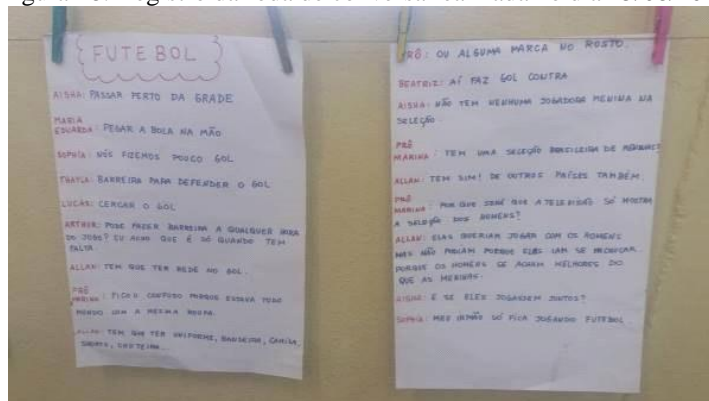 FUTEBOL
AISHA: PASSAR PERTO DA GRADE
MARIA
EDUARDA: PEGAR A BOLA NA MÃO
SOPHIA: NÓS FIZEMOS POUCO GOL
THAYLA: BARREIRA PARA DEFENDER O GOL
LUCAS: CERCAR O GOL
ARTHUR: PODE FAZER BARREIRA A QUALQUER HORA
DO JOGO? EU ACHO QUE É SÓ QUANDO TEM
FALTA.
ALLAN: TEM QUE TER REDE NO GOL.
PRÔ
MARINA: FICOU CONFUSO PORQUE ESTAVA TODO
MUNDO COM A MESMA ROUPA.
ALLAN: TEM QUE TER UNIFORME, BANDEIRA, CAMISA,
SHORTS, CHUTEIRA.
PRÔ: OU ALGUMA MARCA NO ROSTO.
BEATRIZ: AÍ FAZ GOL CONTRA
AISHA: NÃO TEM NENHUMA JOGADORA MENINA NA
SELEÇÃO.
PRÔ
MARINA: TEM UMA SELEÇÃO BRASILEIRA DE MENINAS
ALLAN: TEM SIM! DE OUTROS PAÍSES TAMBÉM.
PRÔ
MARINA: POR QUE SERÁ QUE A TELEVISÃO SÓ MOSTRA
A SELEÇÃO DOS HOMENS?
ALLAN: ELAS QUERIAM JOGAR COM OS HOMENS
MAS NÃO PODIAM PORQUE ELAS IAM SE MACHUCAR.
PORQUE OS HOMENS SE ACHAM MELHORES DO
QUE AS MENINAS.
AISHA: E SE ELES JOGASSEM JUNTOS?
SOPHIA: MEU IRMÃO SÓ FICA JOGANDO FUTEBOL.